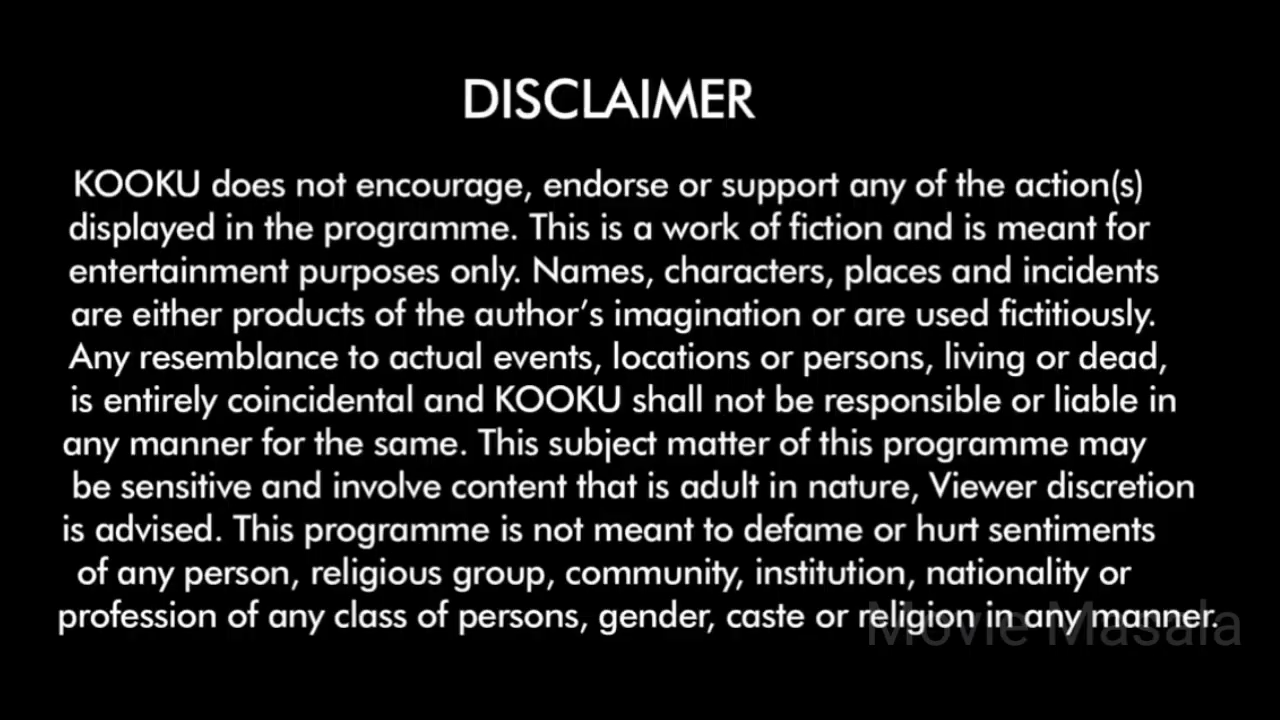 DISCLAIMER
KOOKU does not encourage, endorse or support any of the action(s)
displayed in the programme. This is a work of fiction and is meant for
entertainment purposes only. Names, characters, places and incidents
are either products of the author's imagination or are used fictitiously.
Any resemblance to actual events, locations or persons, living or dead,
is entirely coincidental and KOOKU shall not be responsible or liable in
any manner for the same. This subject matter of this programme may
be sensitive and involve content that is adult in nature, Viewer discretion
is advised. This programme is not meant to defame or hurt sentiments
of any person, religious group, community, institution, nationality or
profession of any class of persons, gender, caste or religion in any manner.
Movie Masala